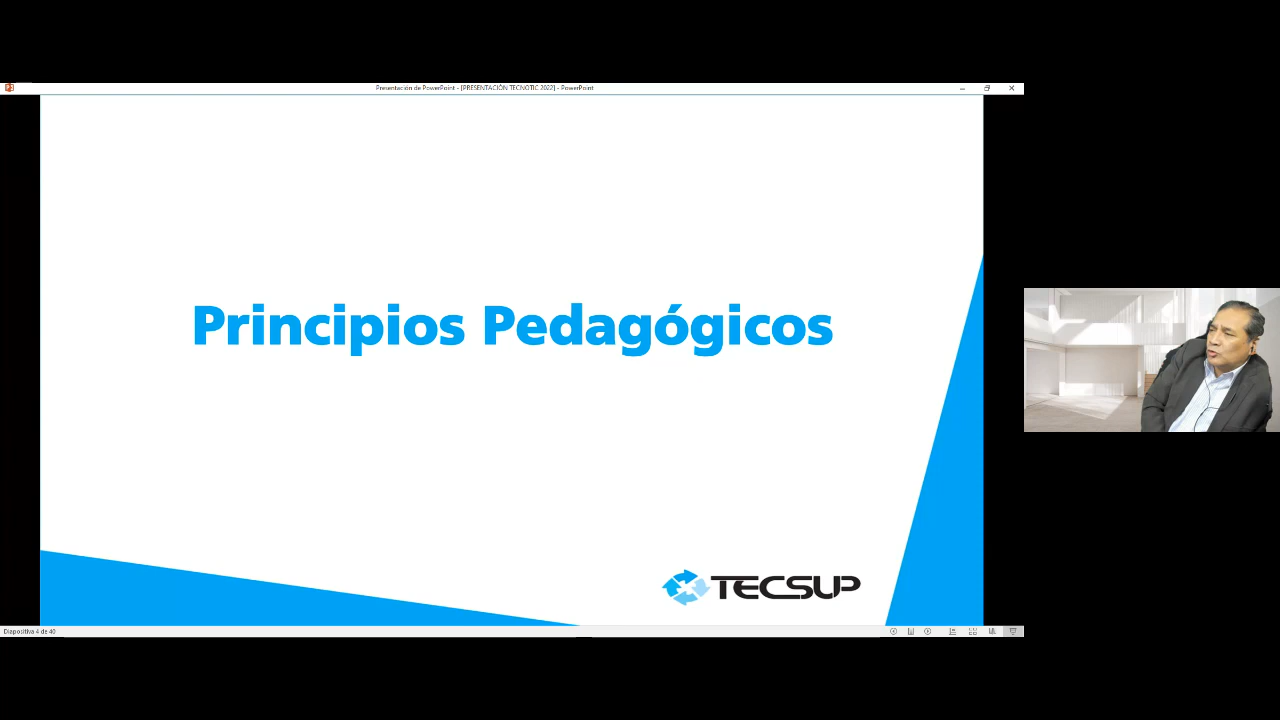 Presentación de PowerPoint - [PRESENTACIÓN TECNOTIC 2022] - PowerPoint
Principios Pedagógicos
TECSUP
Diapositiva 4 de 40